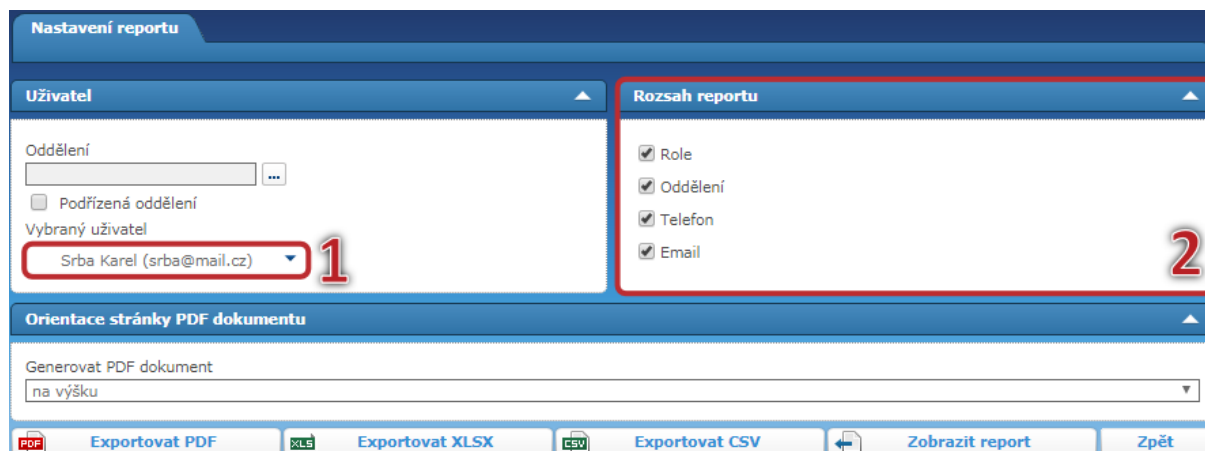 Nastavení reportu
Uživatel
Oddělení
...
Podřízená oddělení
Vybraný uživatel
Srba Karel (srba@mail.cz)
1
Rozsah reportu
Role
Oddělení
Telefon
Email
2
Orientace stránky PDF dokumentu
Generovat PDF dokument
na výšku
PDF Exportovat PDF
XLS Exportovat XLSX
CSV Exportovat CSV
Zobrazit report
Zpět